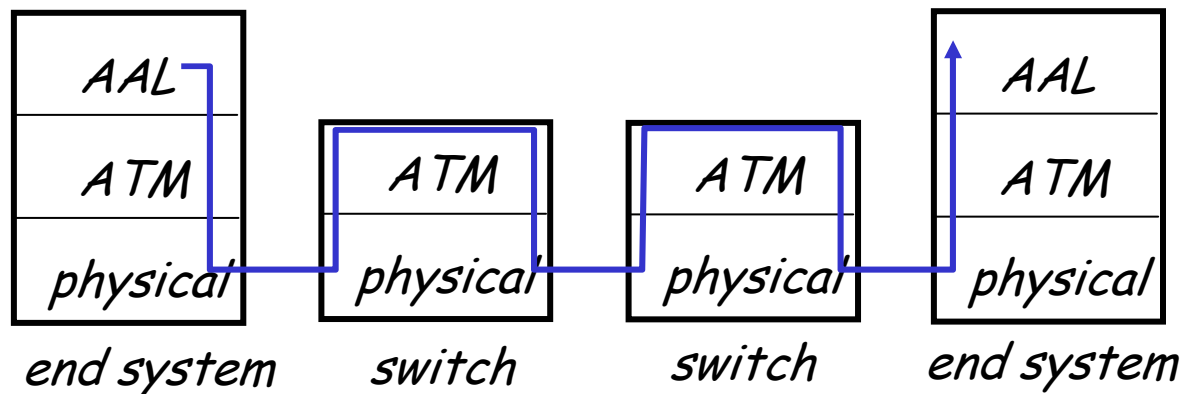 AAL
ATM
physical
end system
ATM
physical
switch
ATM
physical
switch
AAL
ATM
physical
end system